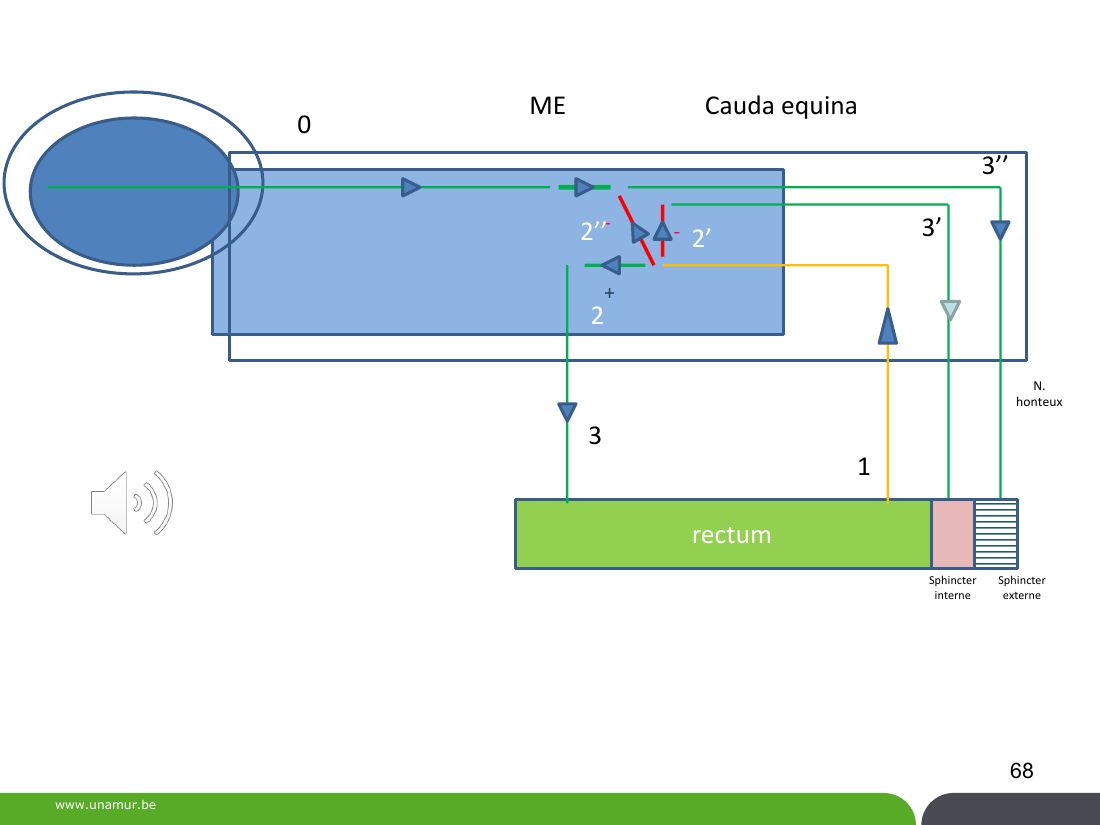 ME
Cauda equina
0
3’’
2’’
-
-
2’
3’
+
2
N.
honteux
3
1
rectum
Sphincter
interne
Sphincter
externe
68
www.unamur.be